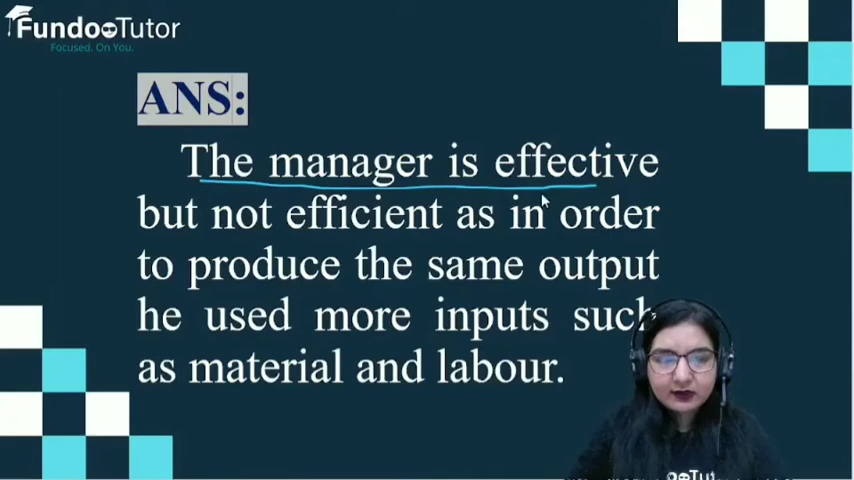 FundooTutor
Focused. On You.
ANS:
The manager is effective
but not efficient as in order
to produce the same output
he used more inputs such
as material and labour.